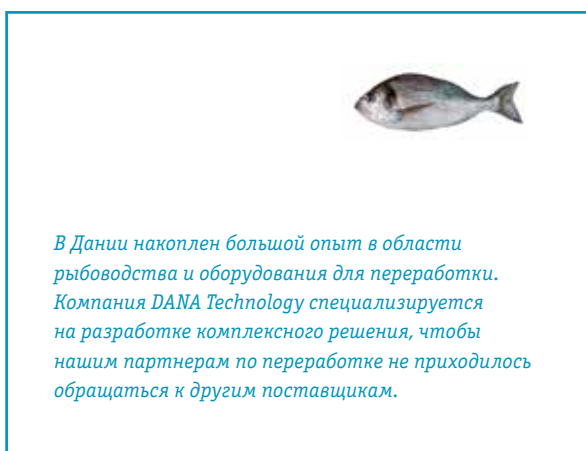 В Дании накоплен большой опыт в области
рыбоводства и оборудования для переработки.
Компания DANA Technology специализируется
на разработке комплексного решения, чтобы
нашим партнерам по переработке не приходилось
обращаться к другим поставщикам.